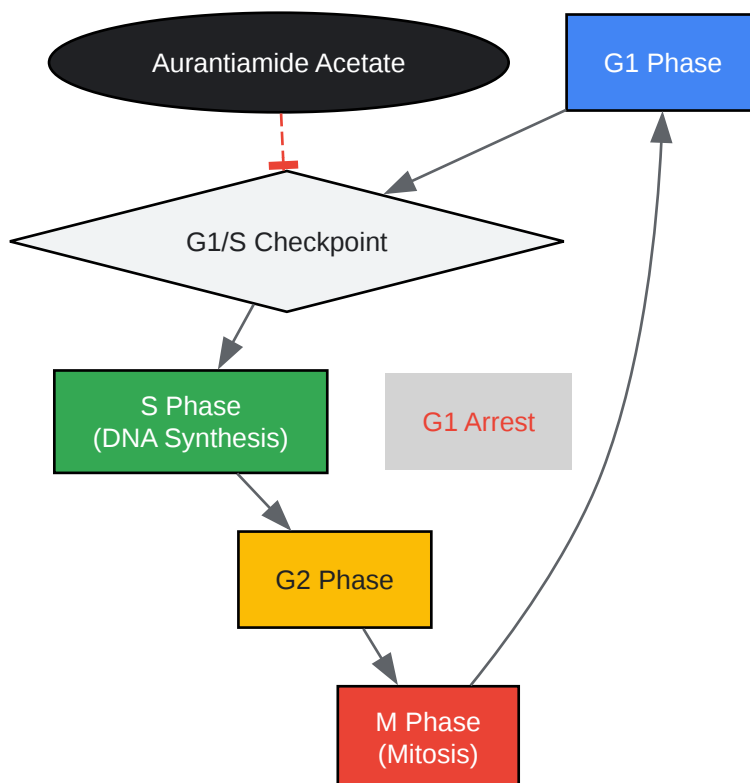 Aurantiamide Acetate
G1 Phase
G1/S Checkpoint
S Phase
(DNA Synthesis)
G1 Arrest
G2 Phase
M Phase
(Mitosis)